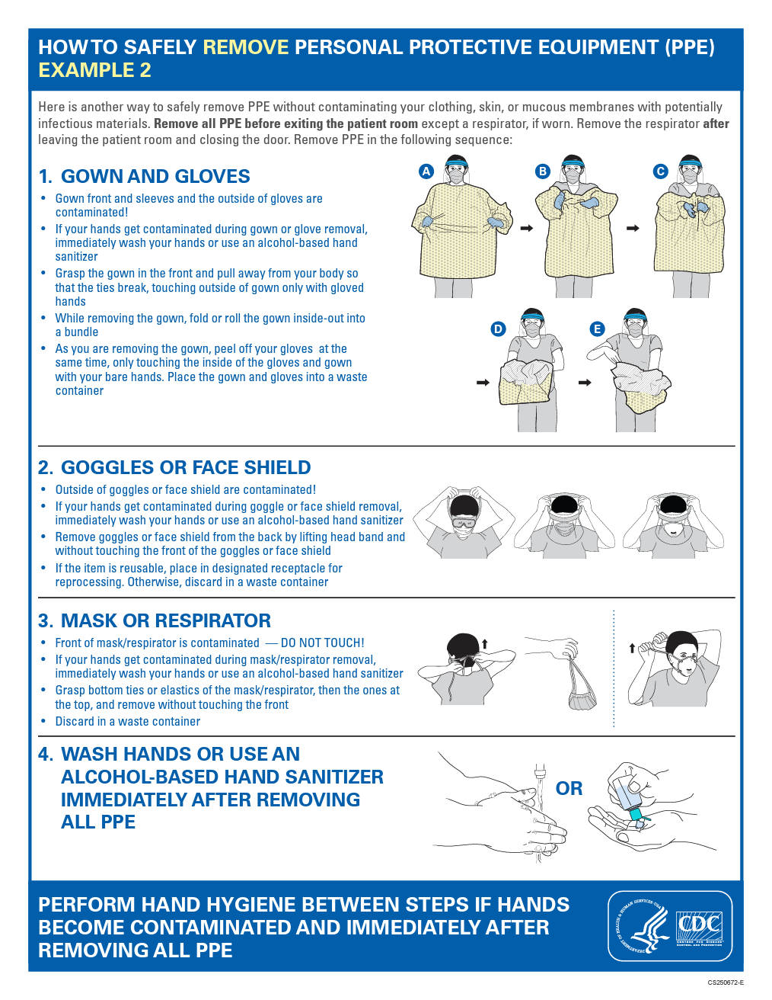 HOW TO SAFELY REMOVE PERSONAL PROTECTIVE EQUIPMENT (PPE)
EXAMPLE 2
Here is another way to safely remove PPE without contaminating your clothing, skin, or mucous membranes with potentially
infectious materials. Remove all PPE before exiting the patient room except a respirator, if worn. Remove the respirator after
leaving the patient room and closing the door. Remove PPE in the following sequence:
1. GOWN AND GLOVES
• Gown front and sleeves and the outside of gloves are
contaminated!
• If your hands get contaminated during gown or glove removal,
immediately wash your hands or use an alcohol-based hand
sanitizer
• Grasp the gown in the front and pull away from your body so
that the ties break, touching outside of gown only with gloved
hands
• While removing the gown, fold or roll the gown inside-out into
a bundle
• As you are removing the gown, peel off your gloves at the
same time, only touching the inside of the gloves and gown
with your bare hands. Place the gown and gloves into a waste
container
A
B
C
D
E
2. GOGGLES OR FACE SHIELD
• Outside of goggles or face shield are contaminated!
• If your hands get contaminated during goggle or face shield removal,
immediately wash your hands or use an alcohol-based hand sanitizer
• Remove goggles or face shield from the back by lifting head band and
without touching the front of the goggles or face shield
• If the item is reusable, place in designated receptacle for
reprocessing. Otherwise, discard in a waste container
3. MASK OR RESPIRATOR
• Front of mask/respirator is contaminated — DO NOT TOUCH!
• If your hands get contaminated during mask/respirator removal,
immediately wash your hands or use an alcohol-based hand sanitizer
• Grasp bottom ties or elastics of the mask/respirator, then the ones at
the top, and remove without touching the front
• Discard in a waste container
4. WASH HANDS OR USE AN
ALCOHOL-BASED HAND SANITIZER
IMMEDIATELY AFTER REMOVING
ALL PPE
OR
PERFORM HAND HYGIENE BETWEEN STEPS IF HANDS
BECOME CONTAMINATED AND IMMEDIATELY AFTER
REMOVING ALL PPE
DEPARTMENT OF HEALTH & HUMAN SERVICES · USA
CDC
CENTERS FOR DISEASE
CONTROL AND PREVENTION
CS250672-E